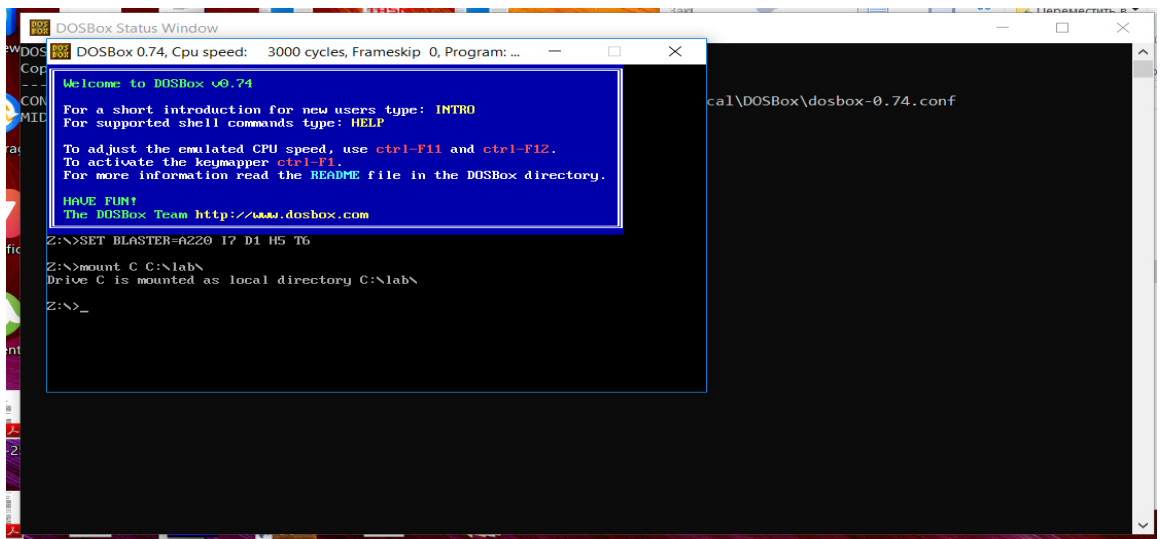 Переместить в
DOSBox Status Window
DOSBox 0.74, Cpu speed: 3000 cycles, Frameskip 0, Program: ...
DOS
Cop
CON
cal\DOSBox\dosbox-0.74.conf
MID
Welcome to DOSBox v0.74
For a short introduction for new users type: INTRO
For supported shell commands type: HELP
To adjust the emulated CPU speed, use ctrl-F11 and ctrl-F12.
To activate the keymapper ctrl-F1.
For more information read the README file in the DOSBox directory.
HAVE FUN!
The DOSBox Team http://www.dosbox.com
Z:\>SET BLASTER=A220 I7 D1 H5 T6
Z:\>mount C C:\lab\
Drive C is mounted as local directory C:\lab\
Z:\>_